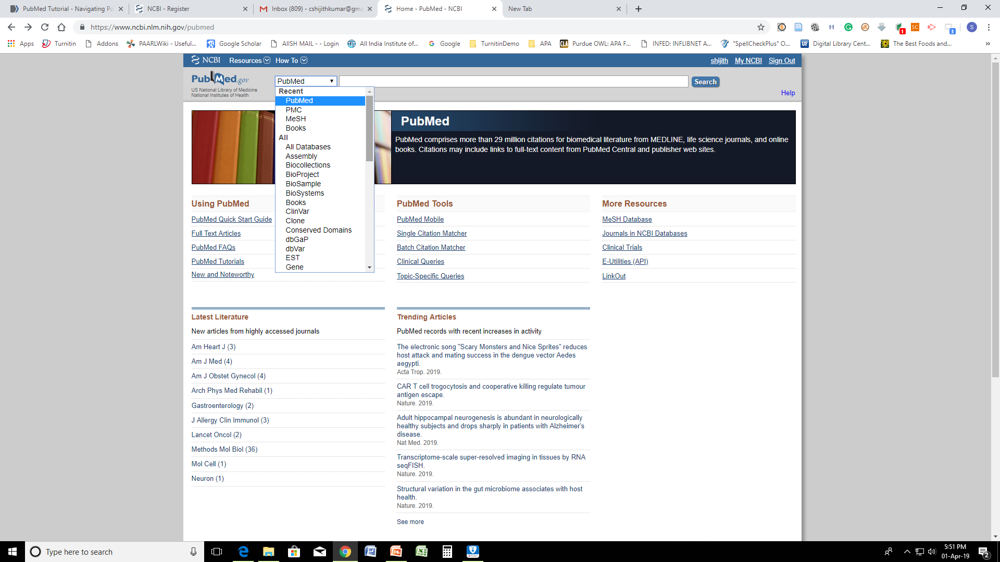 PubMed Tutorial - Navigating Pu
NCBI - Register
Inbox (809) - cshijithkumar@gma
Home - PubMed - NCBI
New Tab
https://www.ncbi.nlm.nih.gov/pubmed
Apps
Turnitin
Addons
PAARLWiki - Useful...
Google Scholar
AIISH MAIL - - Login
All India Institute of...
Google
TurnitinDemo
APA
Purdue OWL: APA F...
INFED: INFLIBNET A...
"SpellCheckPlus" O...
Digital Library Cent...
The Best Foods and...
NCBI Resources How To
shijith My NCBI Sign Out
PubMed.gov
US National Library of Medicine
National Institutes of Health
PubMed
Search
Help
Recent
PubMed
PMC
MeSH
Books
All
All Databases
Assembly
Biocollections
BioProject
BioSample
BioSystems
Books
ClinVar
Clone
Conserved Domains
dbGaP
dbVar
EST
Gene
PubMed
PubMed comprises more than 29 million citations for biomedical literature from MEDLINE, life science journals, and online
books. Citations may include links to full-text content from PubMed Central and publisher web sites.
Using PubMed
PubMed Quick Start Guide
Full Text Articles
PubMed FAQs
PubMed Tutorials
New and Noteworthy
PubMed Tools
PubMed Mobile
Single Citation Matcher
Batch Citation Matcher
Clinical Queries
Topic-Specific Queries
More Resources
MeSH Database
Journals in NCBI Databases
Clinical Trials
E-Utilities (API)
LinkOut
Latest Literature
New articles from highly accessed journals
Am Heart J (3)
Am J Med (4)
Am J Obstet Gynecol (4)
Arch Phys Med Rehabil (1)
Gastroenterology (2)
J Allergy Clin Immunol (3)
Lancet Oncol (2)
Methods Mol Biol (36)
Mol Cell (1)
Neuron (1)
Trending Articles
PubMed records with recent increases in activity
The electronic song "Scary Monsters and Nice Sprites" reduces
host attack and mating success in the dengue vector Aedes
aegypti.
Acta Trop. 2019.
CAR T cell trogocytosis and cooperative killing regulate tumour
antigen escape.
Nature. 2019.
Adult hippocampal neurogenesis is abundant in neurologically
healthy subjects and drops sharply in patients with Alzheimer's
disease.
Nat Med. 2019.
Transcriptome-scale super-resolved imaging in tissues by RNA
seqFISH.
Nature. 2019.
Structural variation in the gut microbiome associates with host
health.
Nature. 2019.
See more
Type here to search
5:51 PM
01-Apr-19
2